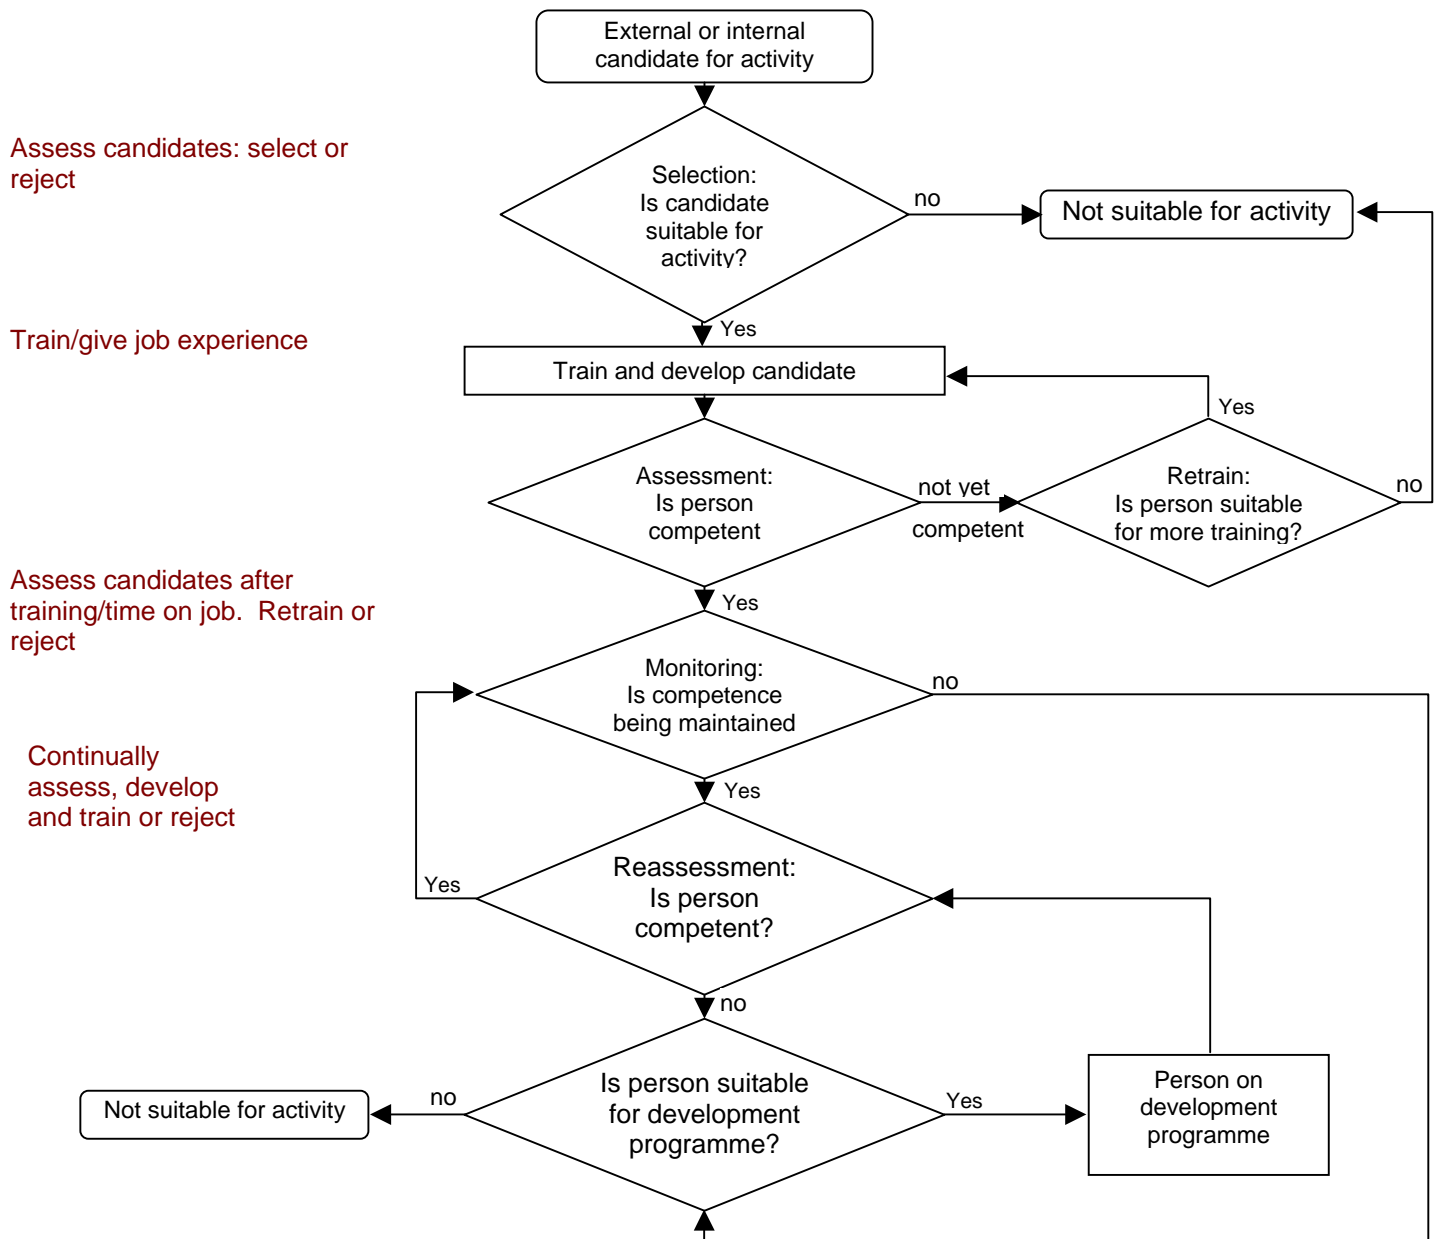 External or internal
candidate for activity
Assess candidates: select or
reject
Selection:
Is candidate
suitable for
activity?
no
Not suitable for activity
Yes
Train/give job experience
Train and develop candidate
Yes
Assessment:
Is person
competent
not yet
competent
Retrain:
Is person suitable
for more training?
no
Assess candidates after
training/time on job.  Retrain or
reject
Yes
Monitoring:
Is competence
being maintained
no
Continually
assess, develop
and train or reject
Yes
Reassessment:
Is person
competent?
Yes
no
Is person suitable
for development
programme?
no
Not suitable for activity
Yes
Person on
development
programme